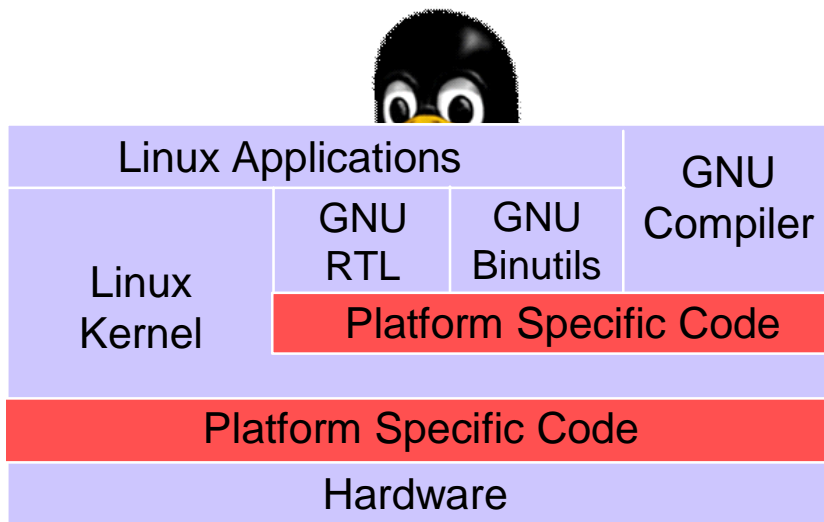 Linux Applications
GNU
Compiler
GNU
RTL
GNU
Binutils
Linux
Kernel
Platform Specific Code
Platform Specific Code
Hardware